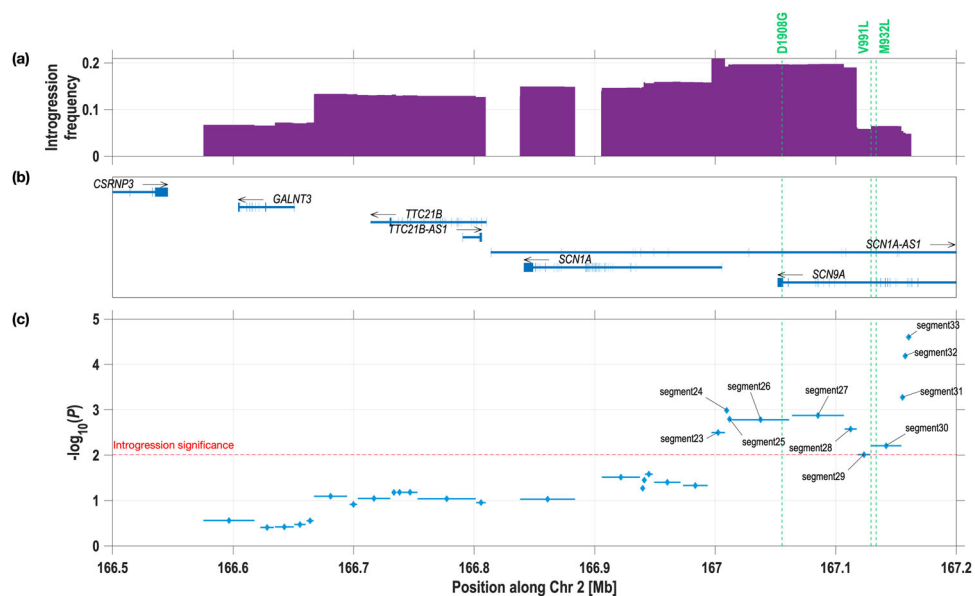 D1908G
V991L
M932L
(a)
Introgression
frequency
0.2
0.1
0
(b)
CSRNP3
GALNT3
TTC21B
TTC21B-AS1
SCN1A-AS1
SCN1A
SCN9A
(c)
-log10(P)
5
4
3
2
1
0
segment33
segment32
segment31
segment24
segment26
segment27
segment23
segment25
segment28
segment30
segment29
Introgression significance
166.5 166.6 166.7 166.8 166.9 167 167.1 167.2
Position along Chr 2 [Mb]